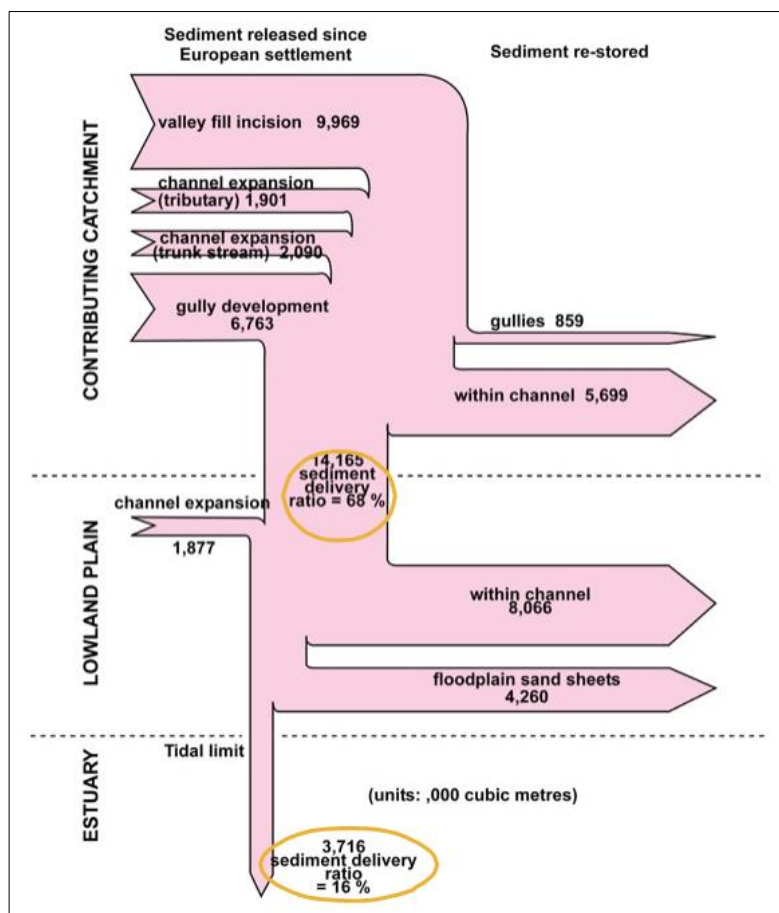 Sediment released since
European settlement
Sediment re-stored
CONTRIBUTING CATCHMENT
valley fill incision 9,969
channel expansion
(tributary) 1,901
channel expansion
(trunk stream) 2,090
gully development
6,763
gullies 859
within channel 5,699
14,165
sediment
delivery
ratio = 68 %
LOWLAND PLAIN
channel expansion
1,877
within channel
8,066
floodplain sand sheets
4,260
ESTUARY
Tidal limit
(units: ,000 cubic metres)
3,716
sediment delivery
ratio
= 16 %